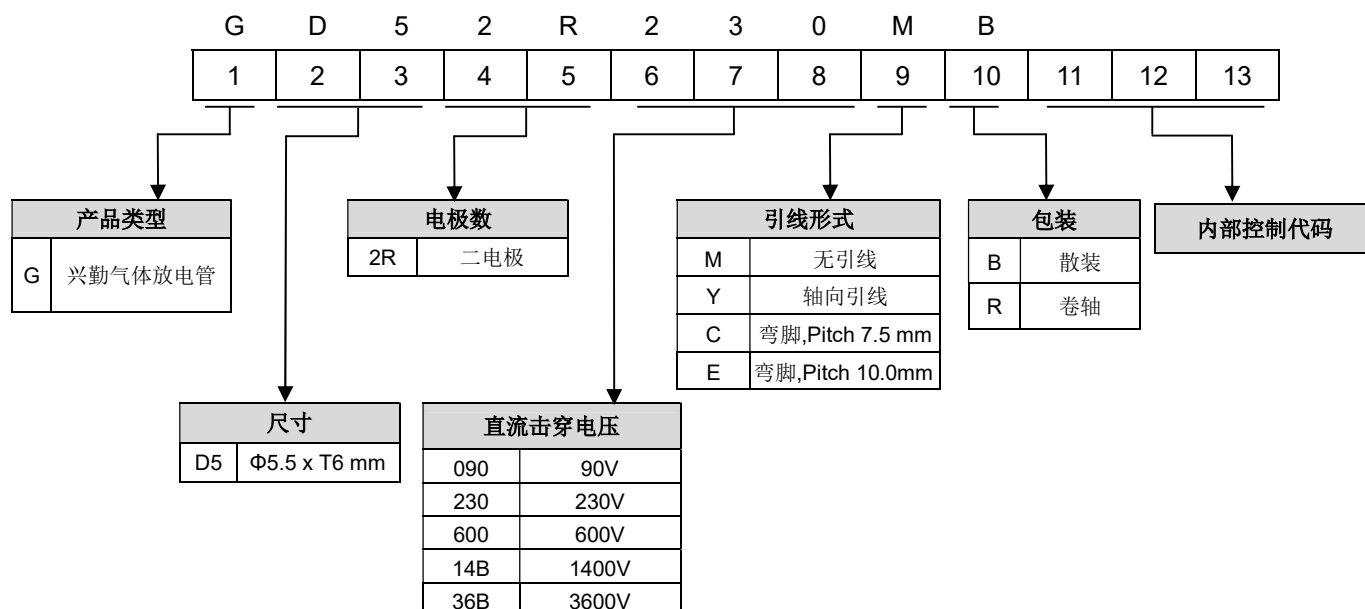 G D 5 2 R 2 3 0 M B
1 2 3 4 5 6 7 8 9 10 11 12 13
产品类型
G 兴勤气体放电管
电极数
2R 二电极
引线形式
M 无引线
Y 轴向引线
C 弯脚,Pitch 7.5 mm
E 弯脚,Pitch 10.0mm
包装
B 散装
R 卷轴
内部控制代码
尺寸
D5 Φ5.5 x T6 mm
直流击穿电压
090 90V
230 230V
600 600V
14B 1400V
36B 3600V